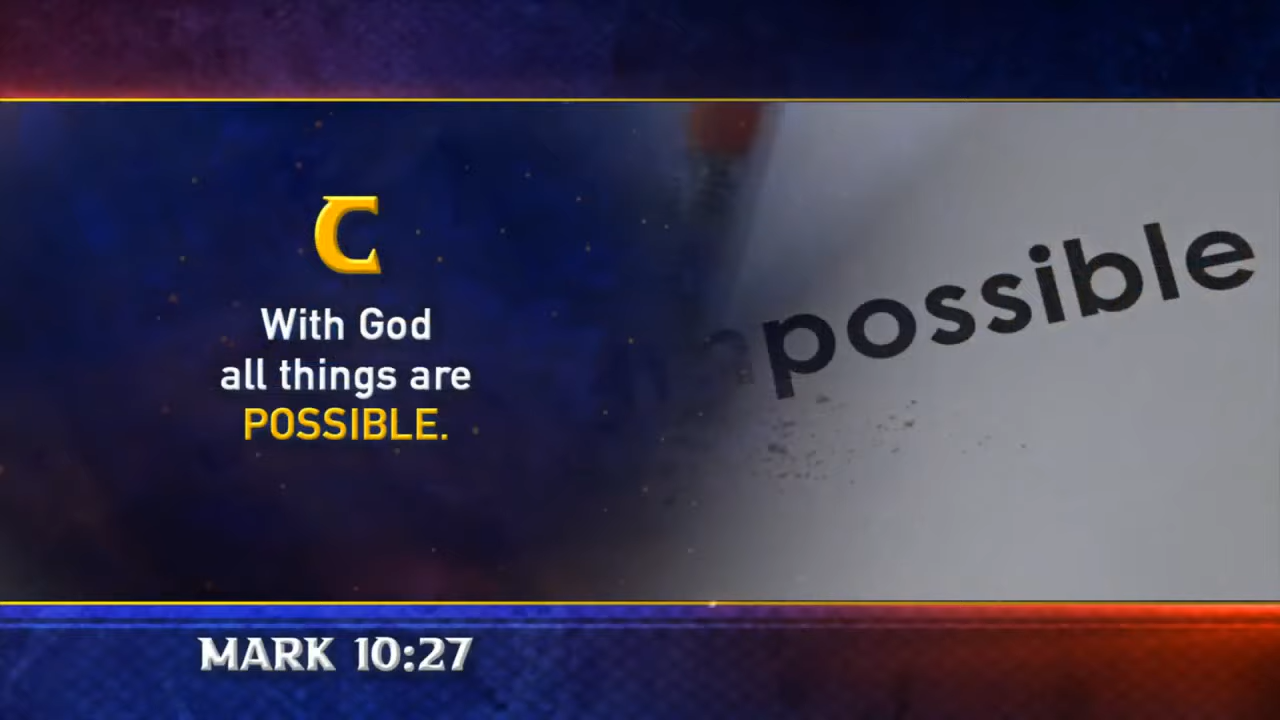 C
With God
all things are
POSSIBLE.
possible
MARK 10:27